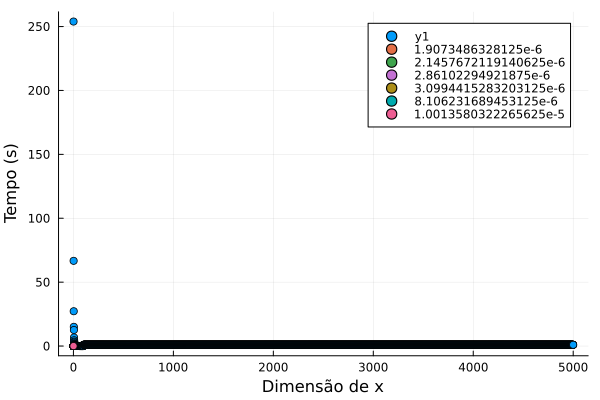 250
200
150
100
50
0
Tempo (s)
y1
1.9073486328125e-6
2.1457672119140625e-6
2.86102294921875e-6
3.0994415283203125e-6
8.106231689453125e-6
1.0013580322265625e-5
0 1000 2000 3000 4000 5000
Dimensão de x